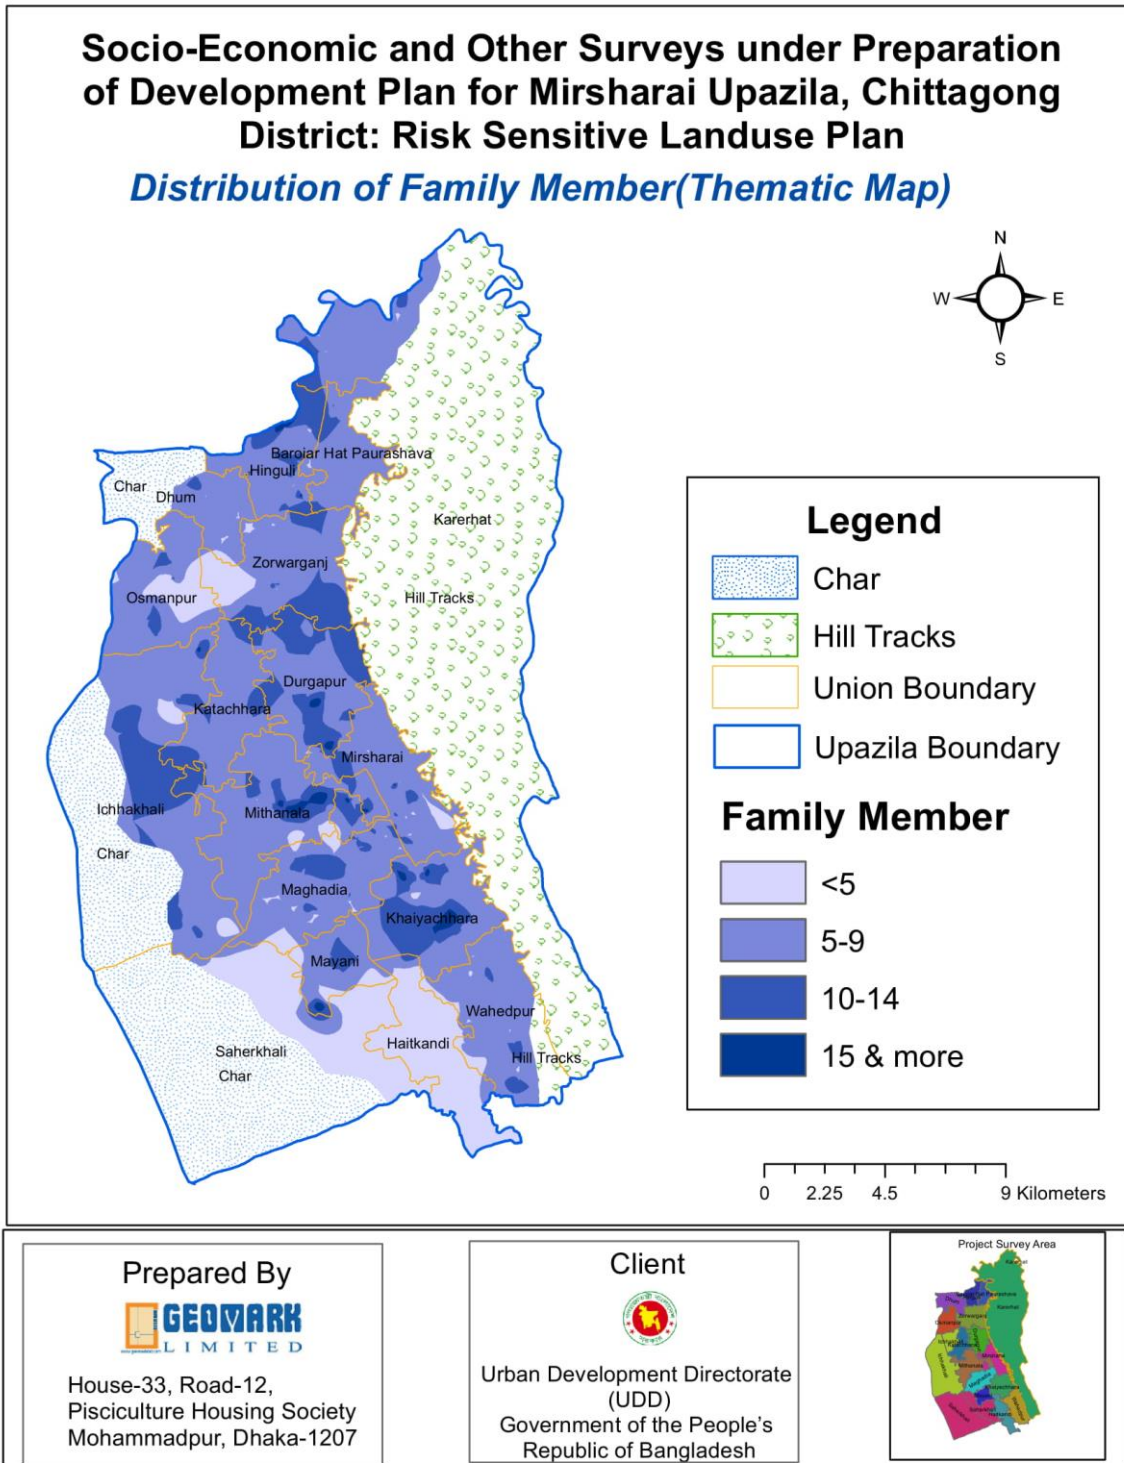 Socio-Economic and Other Surveys under Preparation
of Development Plan for Mirsharai Upazila, Chittagong
District: Risk Sensitive Landuse Plan
Distribution of Family Member(Thematic Map)
N
W
E
S
Baroiar Hat Paurashava
Hinguli
Char
Dhum
Karerhat
Zorwarganj
Osmanpur
Hill Tracks
Durgapur
Katachhara
Mirsharai
Ichhakhali
Mithanala
Char
Maghadia
Khaiyachhara
Mayani
Wahedpur
Haitkandi
Saherkhali
Hill Tracks
Char
Legend
Char
Hill Tracks
Union Boundary
Upazila Boundary
Family Member
<5
5-9
10-14
15 & more
0 2.25 4.5 9 Kilometers
Prepared By
GEOMARK
LIMITED
House-33, Road-12,
Pisciculture Housing Society
Mohammadpur, Dhaka-1207
Client
Urban Development Directorate
(UDD)
Government of the People's
Republic of Bangladesh
Project Survey Area